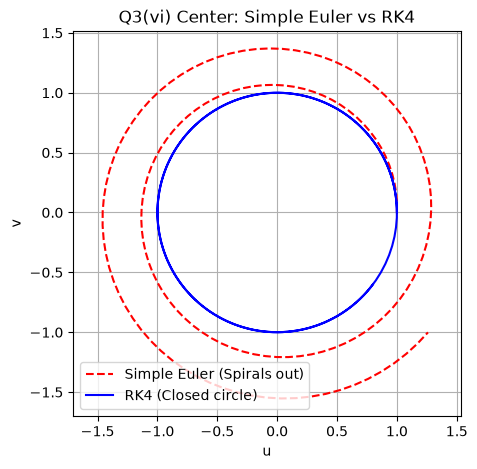 Q3(vi) Center: Simple Euler vs RK4
1.5
1.0
0.5
0.0
−0.5
−1.0
−1.5
v
Simple Euler (Spirals out)
RK4 (Closed circle)
−1.5 −1.0 −0.5 0.0 0.5 1.0 1.5
u